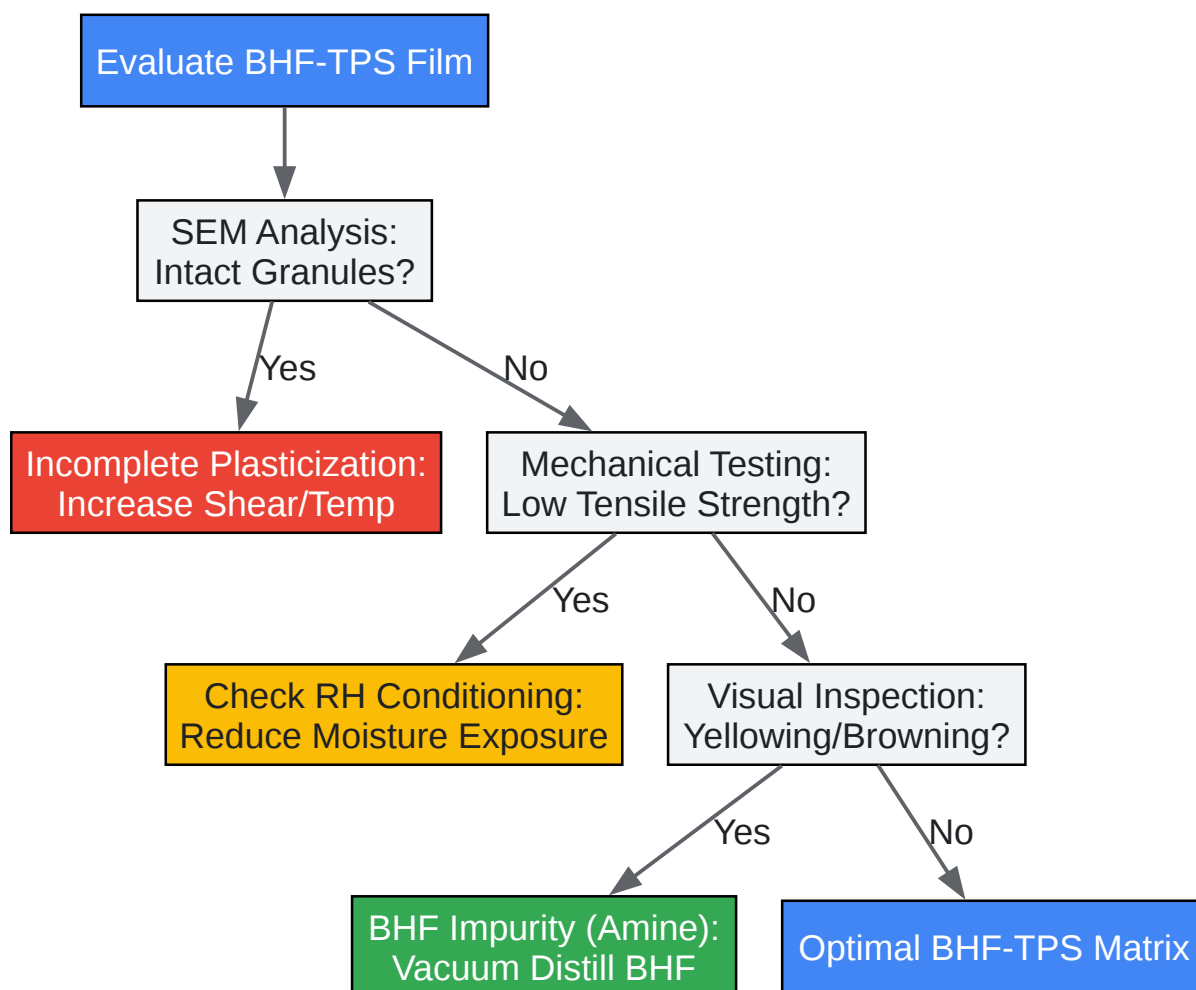 Evaluate BHF-TPS Film
SEM Analysis:
Intact Granules?
Yes
No
Incomplete Plasticization:
Increase Shear/Temp
Mechanical Testing:
Low Tensile Strength?
Yes
No
Check RH Conditioning:
Reduce Moisture Exposure
Visual Inspection:
Yellowing/Browning?
Yes
No
BHF Impurity (Amine):
Vacuum Distill BHF
Optimal BHF-TPS Matrix